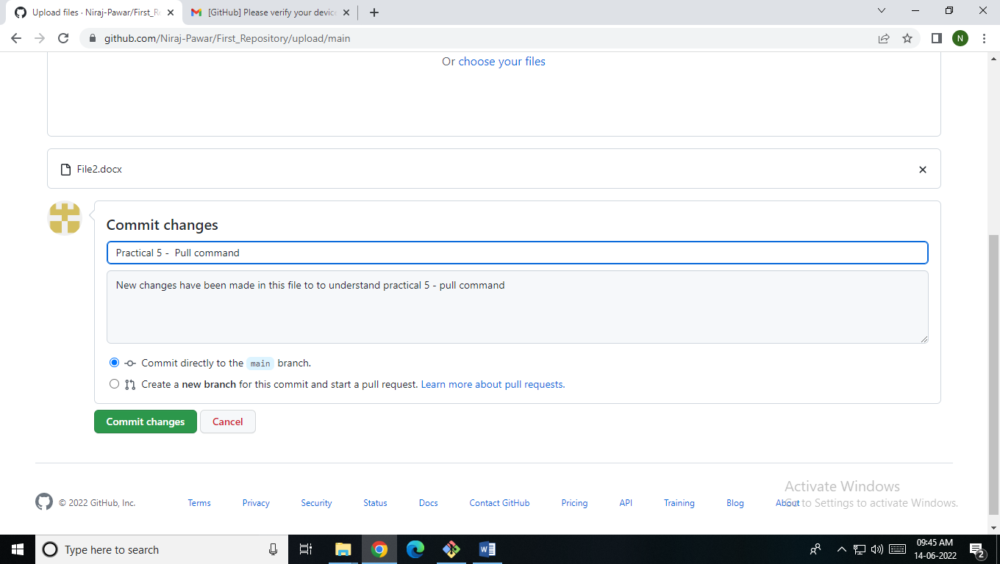 Upload files · Niraj-Pawar/First_R
[GitHub] Please verify your device
github.com/Niraj-Pawar/First_Repository/upload/main
N
Or choose your files
File2.docx
Commit changes
Practical 5 -  Pull command
New changes have been made in this file to to understand practical 5 - pull command
Commit directly to the main branch.
Create a new branch for this commit and start a pull request. Learn more about pull requests.
Commit changes
Cancel
Activate Windows
Go to Settings to activate Windows.
© 2022 GitHub, Inc.
Terms
Privacy
Security
Status
Docs
Contact GitHub
Pricing
API
Training
Blog
About
Type here to search
09:45 AM
14-06-2022
2